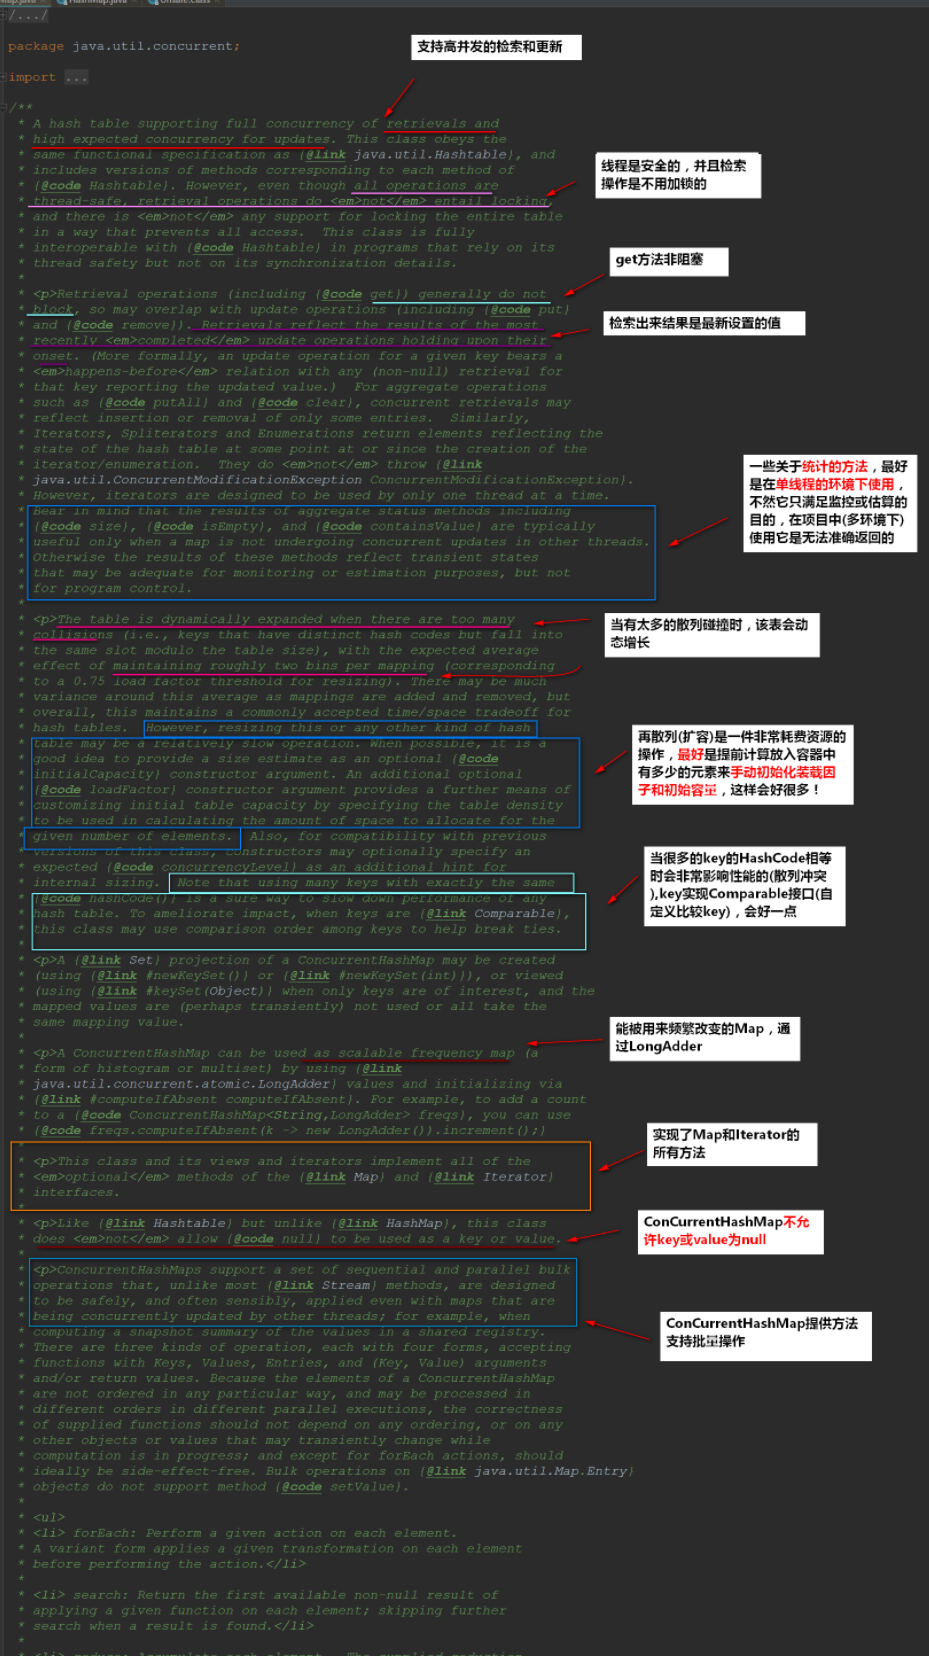 HashMap.java
Unsafe.class
/.../
package java.util.concurrent;
支持高并发的检索和更新
import ...
/**
* A hash table supporting full concurrency of retrievals and
* high expected concurrency for updates. This class obeys the
* same functional specification as {@link java.util.Hashtable}, and
* includes versions of methods corresponding to each method of
* {@code Hashtable}. However, even though all operations are
* thread-safe, retrieval operations do <em>not</em> entail locking,
线程是安全的，并且检索
操作是不用加锁的
* and there is <em>not</em> any support for locking the entire table
* in a way that prevents all access.  This class is fully
* interoperable with {@code Hashtable} in programs that rely on its
* thread safety but not on its synchronization details.
*
get方法非阻塞
* <p>Retrieval operations (including {@code get}) generally do not
* block, so may overlap with update operations (including {@code put}
* and {@code remove}). Retrievals reflect the results of the most
* recently <em>completed</em> update operations holding upon their
检索出来结果是最新设置的值
* onset. (More formally, an update operation for a given key bears a
* <em>happens-before</em> relation with any (non-null) retrieval for
* that key reporting the updated value.)  For aggregate operations
* such as {@code putAll} and {@code clear}, concurrent retrievals may
* reflect insertion or removal of only some entries.  Similarly,
* Iterators, Spliterators and Enumerations return elements reflecting the
* state of the hash table at some point at or since the creation of the
* iterator/enumeration.  They do <em>not</em> throw {@link
* java.util.ConcurrentModificationException ConcurrentModificationException}.
* However, iterators are designed to be used by only one thread at a time.
* Bear in mind that the results of aggregate status methods including
* {@code size}, {@code isEmpty}, and {@code containsValue} are typically
* useful only when a map is not undergoing concurrent updates in other threads.
* Otherwise the results of these methods reflect transient states
* that may be adequate for monitoring or estimation purposes, but not
* for program control.
*
一些关于统计的方法，最好
是在单线程的环境下使用，
不然它只满足监控或估算的
目的，在项目中(多环境下)
使用它是无法准确返回的
* <p>The table is dynamically expanded when there are too many
* collisions (i.e., keys that have distinct hash codes but fall into
* the same slot modulo the table size), with the expected average
* effect of maintaining roughly two bins per mapping (corresponding
当有太多的散列碰撞时，该表会动
态增长
* to a 0.75 load factor threshold for resizing). There may be much
* variance around this average as mappings are added and removed, but
* overall, this maintains a commonly accepted time/space tradeoff for
* hash tables.  However, resizing this or any other kind of hash
* table may be a relatively slow operation. When possible, it is a
* good idea to provide a size estimate as an optional {@code
* initialCapacity} constructor argument. An additional optional
* {@code loadFactor} constructor argument provides a further means of
* customizing initial table capacity by specifying the table density
* to be used in calculating the amount of space to allocate for the
* given number of elements.  Also, for compatibility with previous
再散列(扩容)是一件非常耗费资源的
操作，最好是提前计算放入容器中
有多少的元素来手动初始化装载因
子和初始容量，这样会好很多！
* versions of this class, constructors may optionally specify an
* expected {@code concurrencyLevel} as an additional hint for
* internal sizing.  Note that using many keys with exactly the same
* {@code hashCode()} is a sure way to slow down performance of any
* hash table. To ameliorate impact, when keys are {@link Comparable},
* this class may use comparison order among keys to help break ties.
*
当很多的key的HashCode相等
时会非常影响性能的(散列冲突
),key实现Comparable接口(自
定义比较key)，会好一点
* <p>A {@link Set} projection of a ConcurrentHashMap may be created
* (using {@link #newKeySet()} or {@link #newKeySet(int)}), or viewed
* (using {@link #keySet(Object)} when only keys are of interest, and the
* mapped values are (perhaps transiently) not used or all take the
* same mapping value.
*
* <p>A ConcurrentHashMap can be used as scalable frequency map (a
能被用来频繁改变的Map，通
过LongAdder
* form of histogram or multiset) by using {@link
* java.util.concurrent.atomic.LongAdder} values and initializing via
* {@link #computeIfAbsent computeIfAbsent}. For example, to add a count
* to a {@code ConcurrentHashMap<String,LongAdder> freqs}, you can use
* {@code freqs.computeIfAbsent(k -> new LongAdder()).increment();}
*
* <p>This class and its views and iterators implement all of the
* <em>optional</em> methods of the {@link Map} and {@link Iterator}
* interfaces.
*
实现了Map和Iterator的
所有方法
* <p>Like {@link Hashtable} but unlike {@link HashMap}, this class
* does <em>not</em> allow {@code null} to be used as a key or value.
*
ConCurrentHashMap不允
许key或value为null
* <p>ConcurrentHashMaps support a set of sequential and parallel bulk
* operations that, unlike most {@link Stream} methods, are designed
* to be safely, and often sensibly, applied even with maps that are
* being concurrently updated by other threads; for example, when
* computing a snapshot summary of the values in a shared registry.
ConCurrentHashMap提供方法
支持批量操作
* There are three kinds of operation, each with four forms, accepting
* functions with Keys, Values, Entries, and (Key, Value) arguments
* and/or return values. Because the elements of a ConcurrentHashMap
* are not ordered in any particular way, and may be processed in
* different orders in different parallel executions, the correctness
* of supplied functions should not depend on any ordering, or on any
* other objects or values that may transiently change while
* computation is in progress; and except for forEach actions, should
* ideally be side-effect-free. Bulk operations on {@link java.util.Map.Entry}
* objects do not support method {@code setValue}.
*
* <ul>
* <li> forEach: Perform a given action on each element.
* A variant form applies a given transformation on each element
* before performing the action.</li>
*
* <li> search: Return the first available non-null result of
* applying a given function on each element; skipping further
* search when a result is found.</li>
*